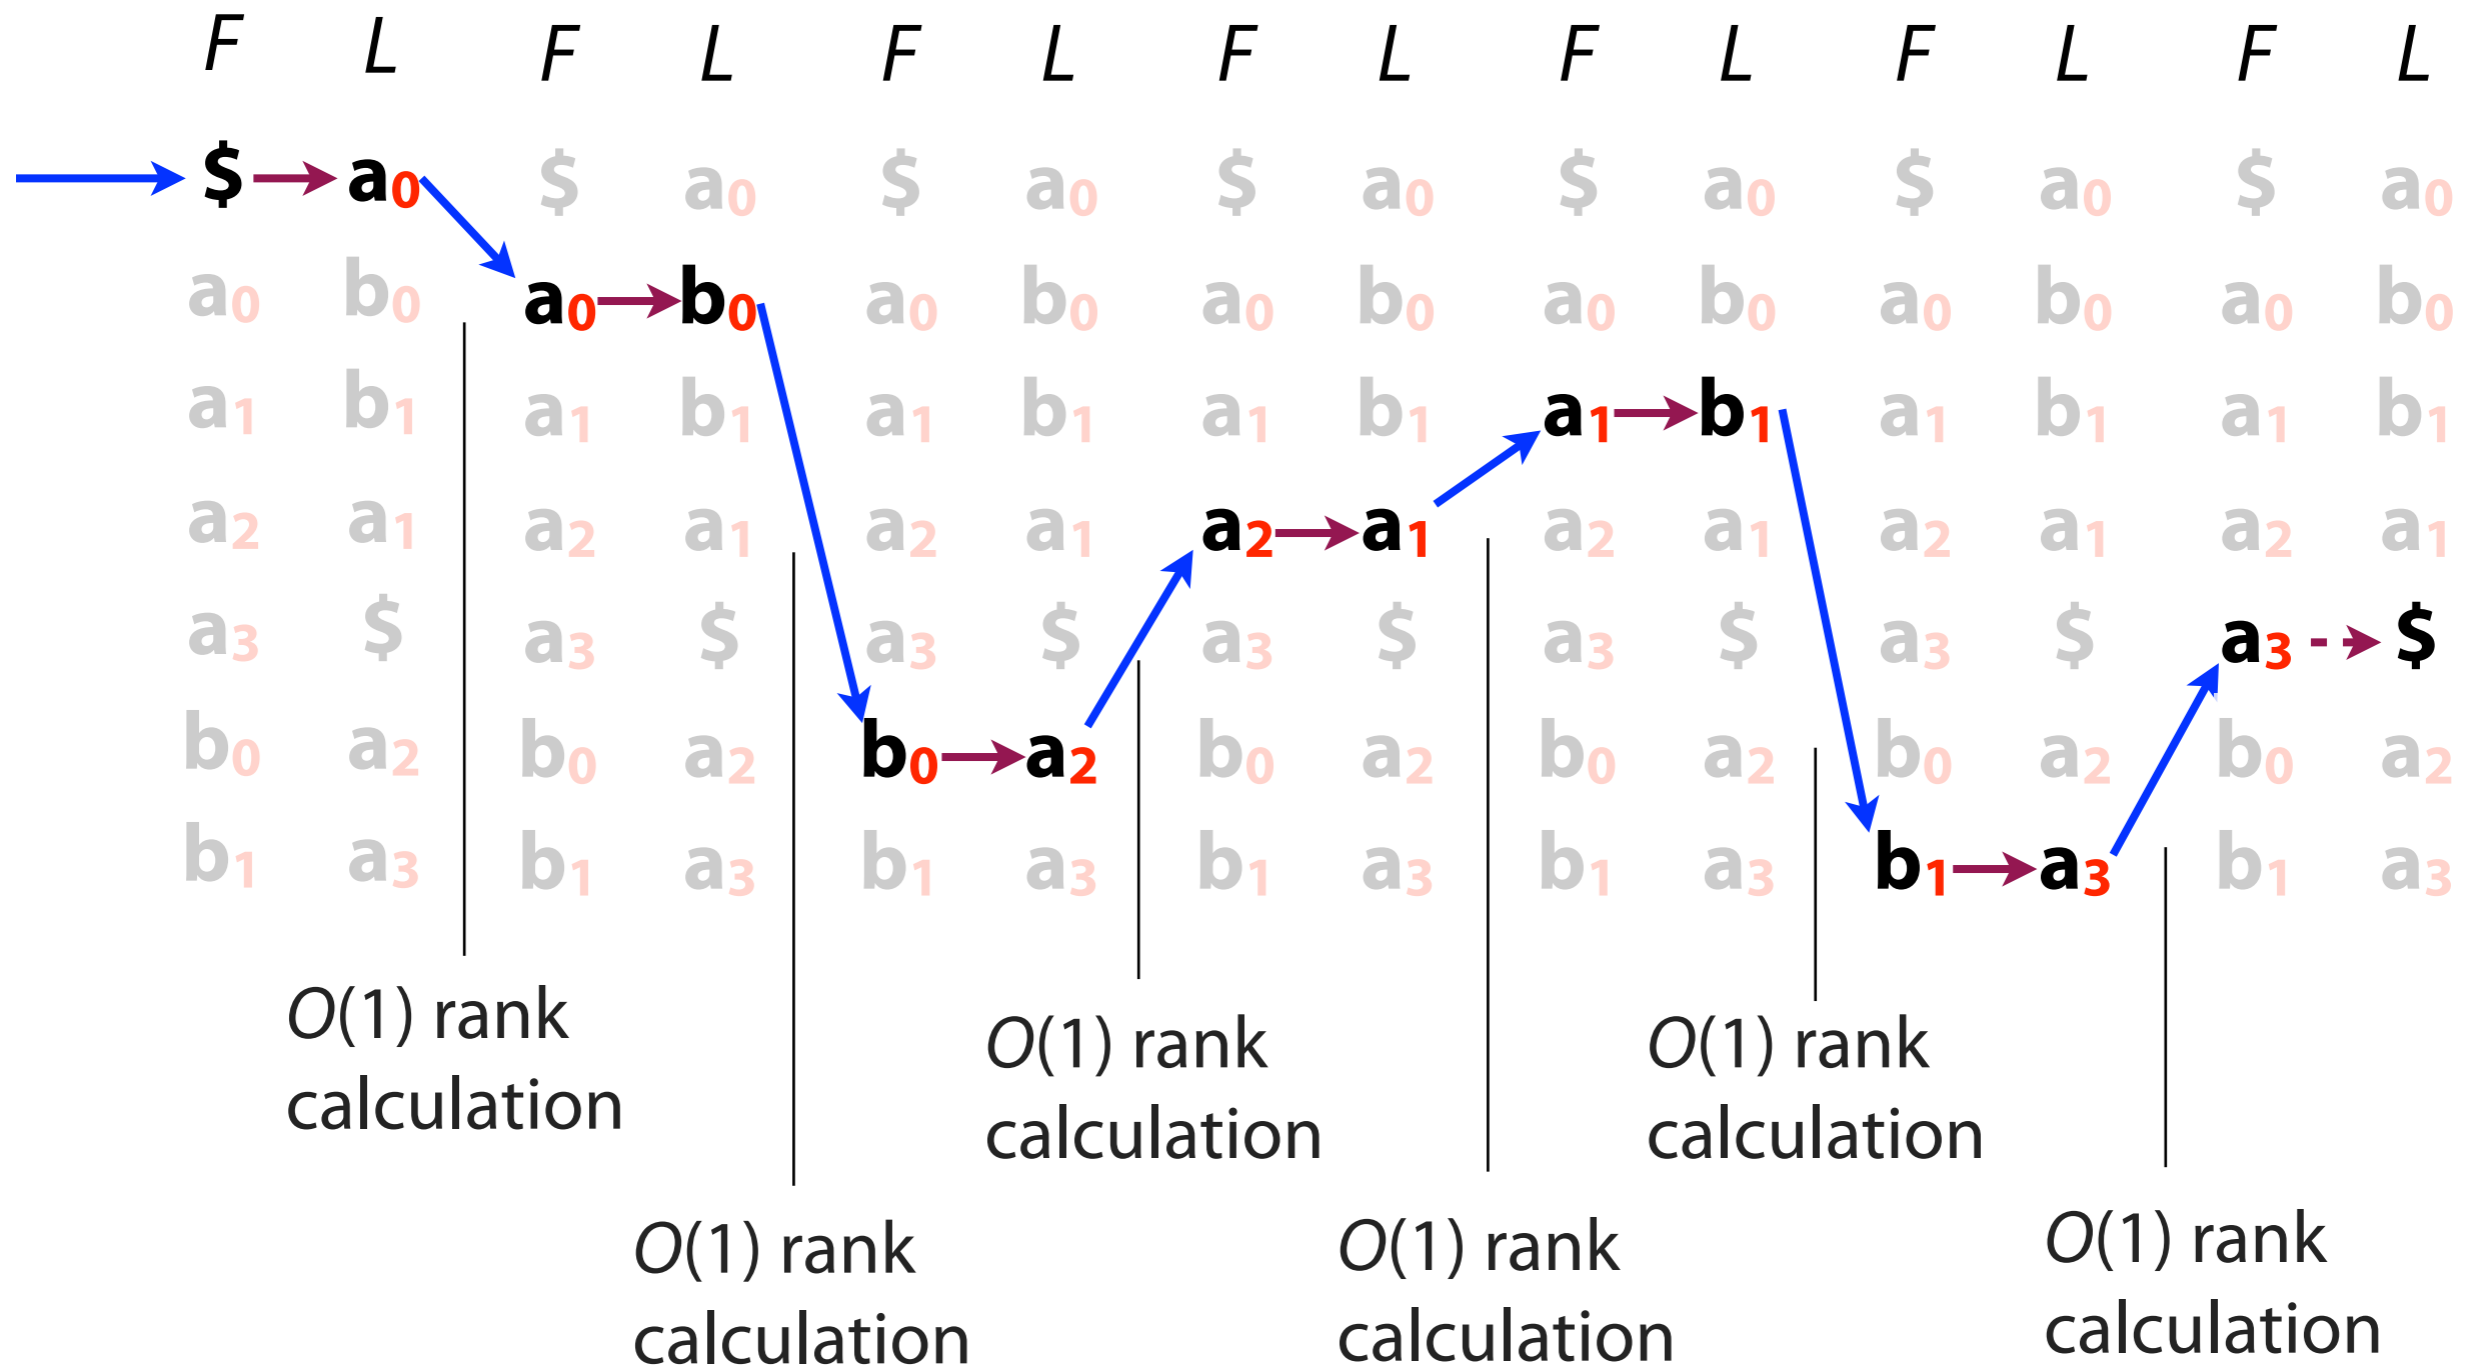 F L F L F L F L F L F L F L
$ a0 $ a0 $ a0 $ a0 $ a0 $ a0 $ a0
a0 b0 a0 b0 a0 b0 a0 b0 a0 b0 a0 b0 a0 b0
a1 b1 a1 b1 a1 b1 a1 b1 a1 b1 a1 b1 a1 b1
a2 a1 a2 a1 a2 a1 a2 a1 a2 a1 a2 a1 a2 a1
a3 $ a3 $ a3 $ a3 $ a3 $ a3 $ a3 $
b0 a2 b0 a2 b0 a2 b0 a2 b0 a2 b0 a2 b0 a2
b1 a3 b1 a3 b1 a3 b1 a3 b1 a3 b1 a3 b1 a3
O(1) rank
calculation
O(1) rank
calculation
O(1) rank
calculation
O(1) rank
calculation
O(1) rank
calculation
O(1) rank
calculation